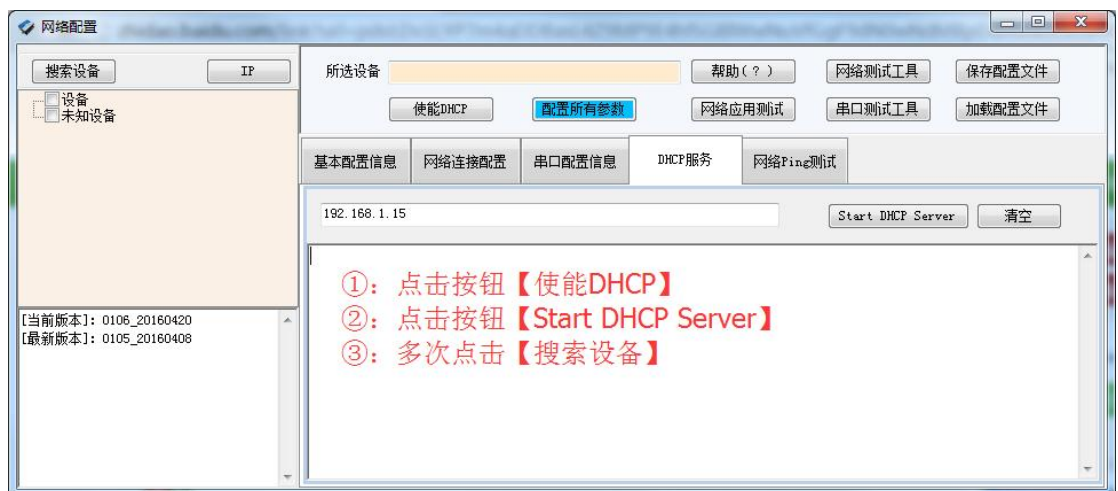 网络配置
搜索设备 IP
设备
未知设备
[当前版本]: 0106_20160420
[最新版本]: 0105_20160408
所选设备 帮助(?) 网络测试工具 保存配置文件
使能DHCP 配置所有参数 网络应用测试 串口测试工具 加载配置文件
基本配置信息 网络连接配置 串口配置信息 DHCP服务 网络Ping测试
192.168.1.15 Start DHCP Server 清空
①：点击按钮【使能DHCP】
②：点击按钮【Start DHCP Server】
③：多次点击【搜索设备】